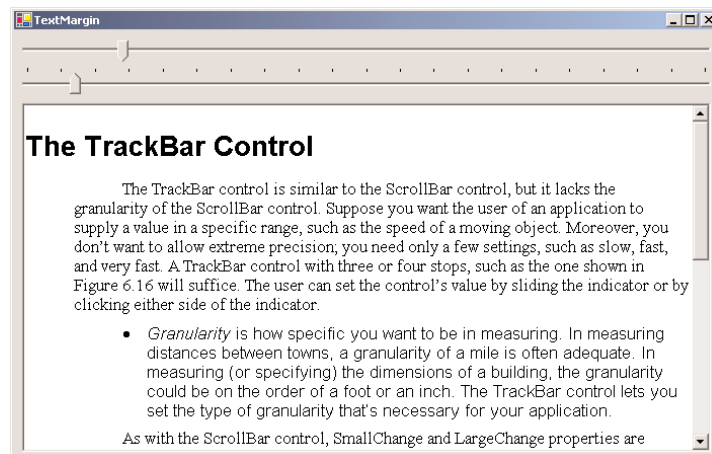 TextMargin
The TrackBar Control
The TrackBar control is similar to the ScrollBar control, but it lacks the
granularity of the ScrollBar control. Suppose you want the user of an application to
supply a value in a specific range, such as the speed of a moving object. Moreover, you
don't want to allow extreme precision; you need only a few settings, such as slow, fast,
and very fast. A TrackBar control with three or four stops, such as the one shown in
Figure 6.16 will suffice. The user can set the control's value by sliding the indicator or by
clicking either side of the indicator.
• Granularity is how specific you want to be in measuring. In measuring
distances between towns, a granularity of a mile is often adequate. In
measuring (or specifying) the dimensions of a building, the granularity
could be on the order of a foot or an inch. The TrackBar control lets you
set the type of granularity that's necessary for your application.
As with the ScrollBar control, SmallChange and LargeChange properties are